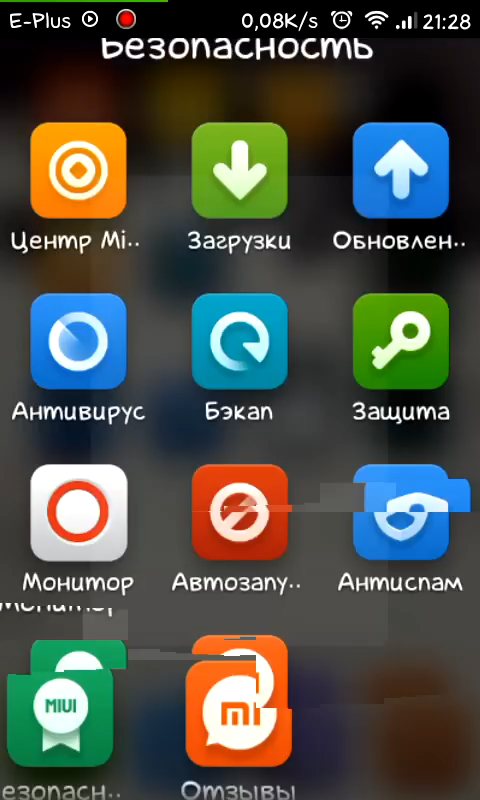 E-Plus 0,08K/s 21:28
Безопасность
Центр Mi..
Загрузки
Обновлен..
Антивирус
Бэкап
Защита
Монитор
Автозапу..
Антиспам
Монитор
MIUI
mi
езопасн..
Отзывы